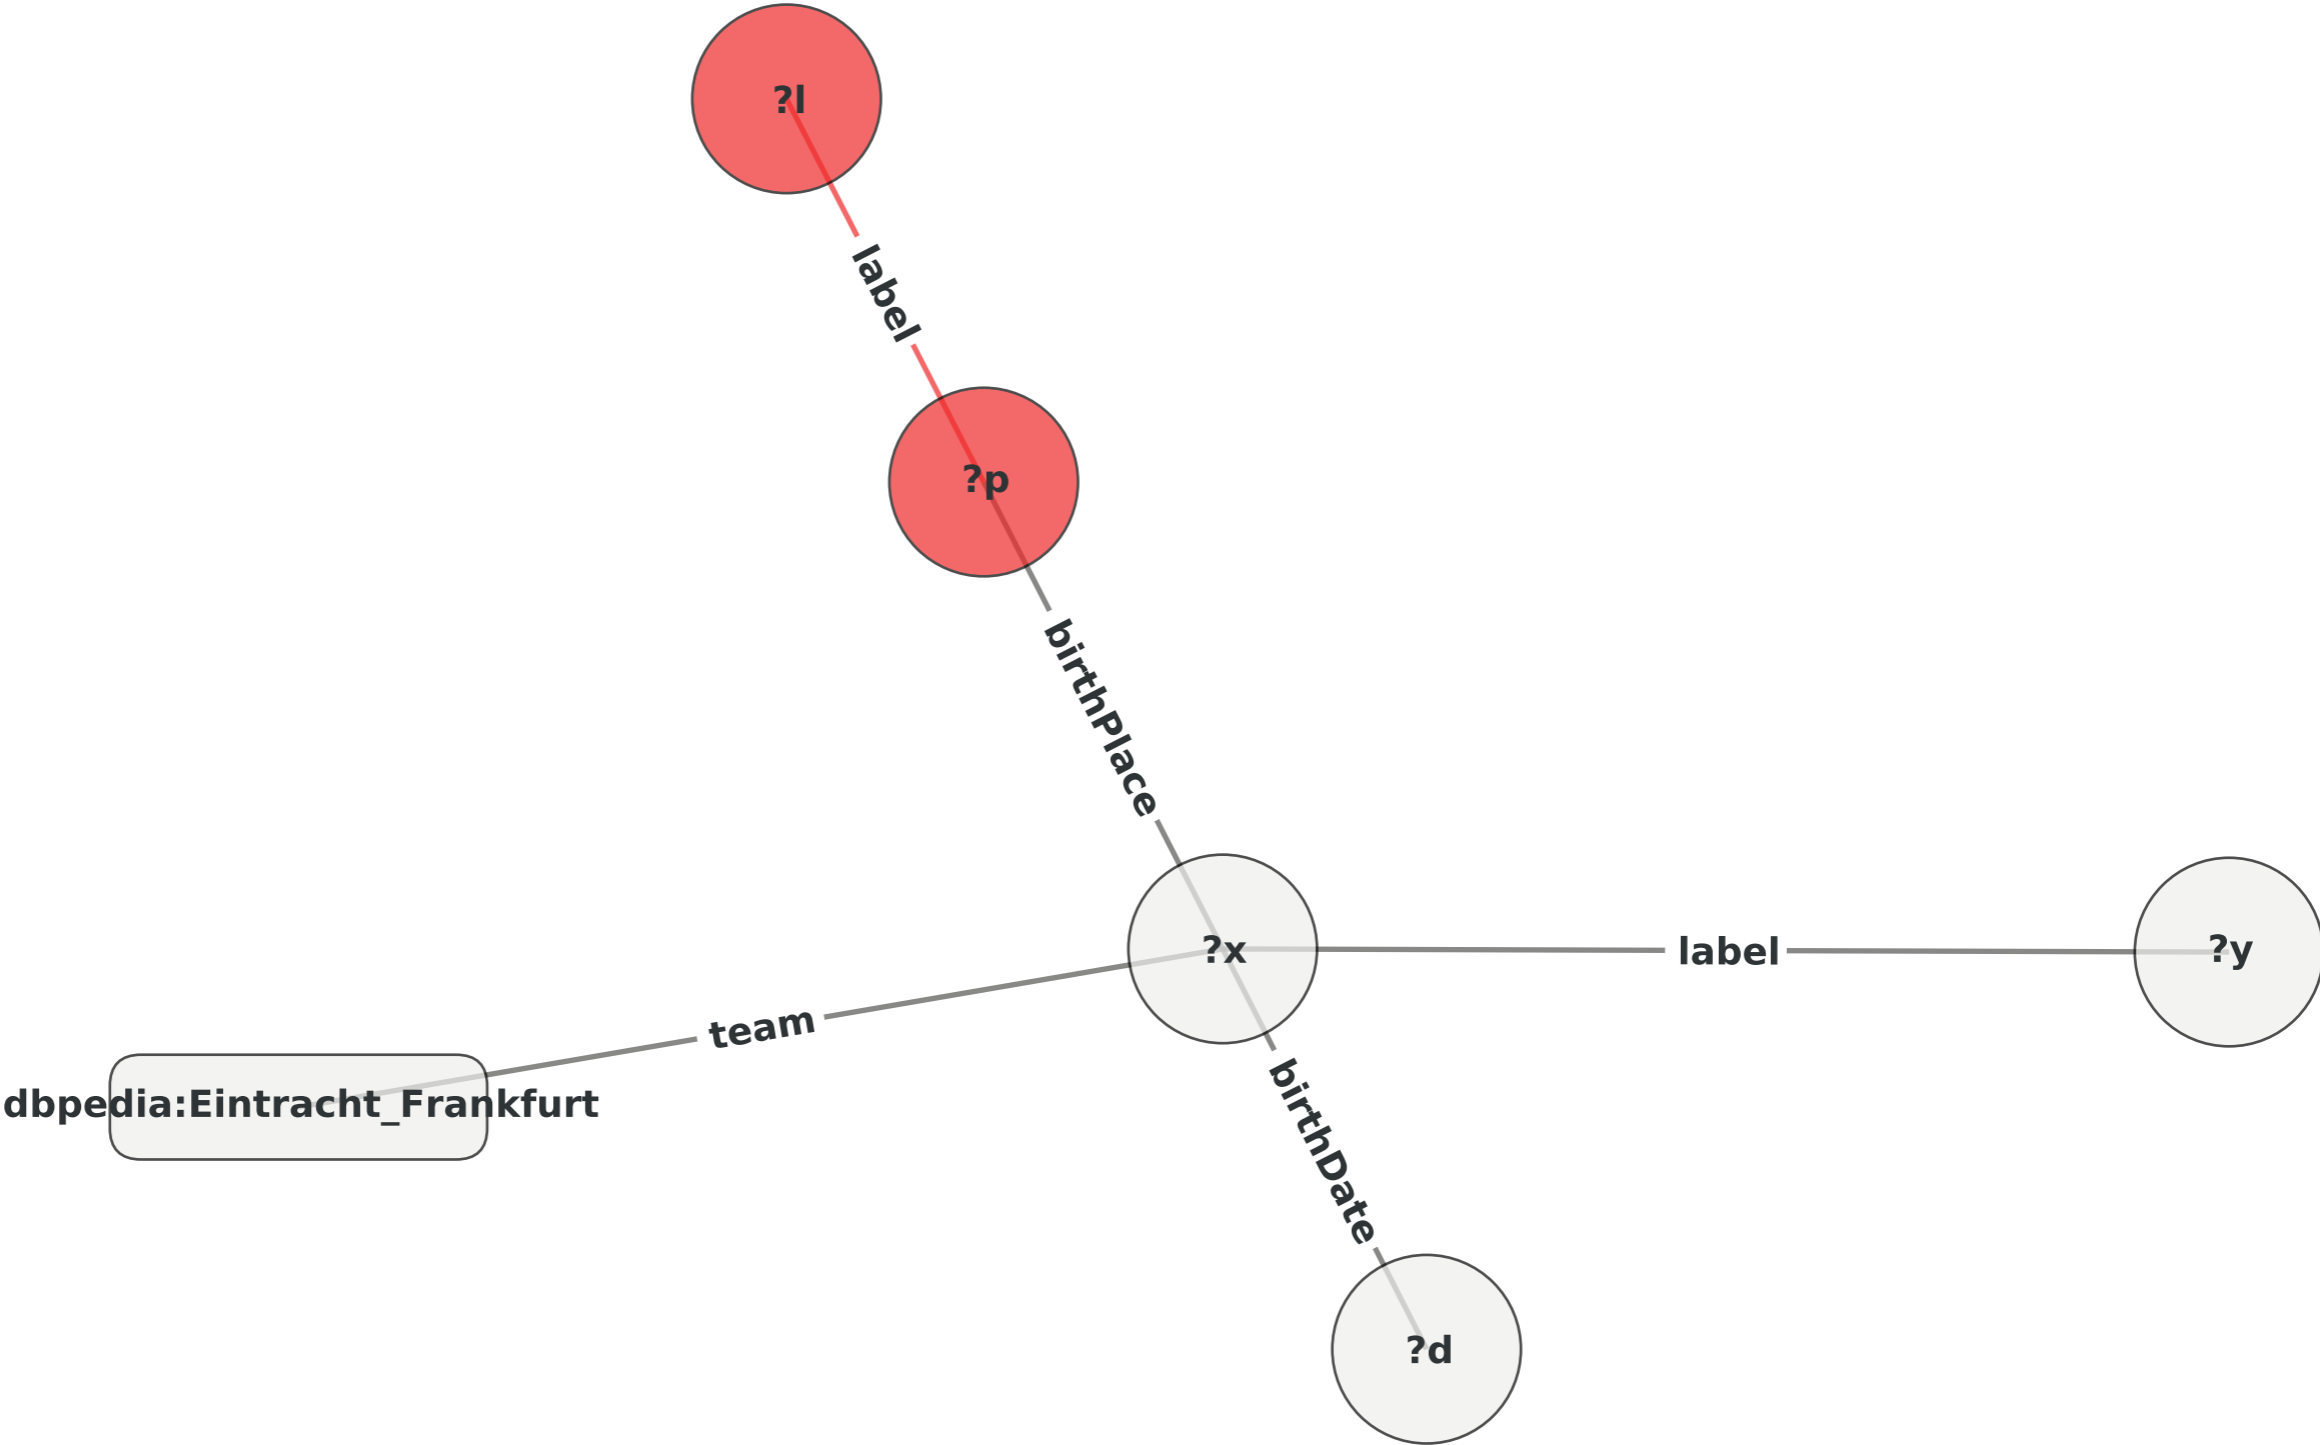 ?l
label
?p
birthPlace
?x
label
?y
team
dbpedia:Eintracht_Frankfurt
birthDate
?d